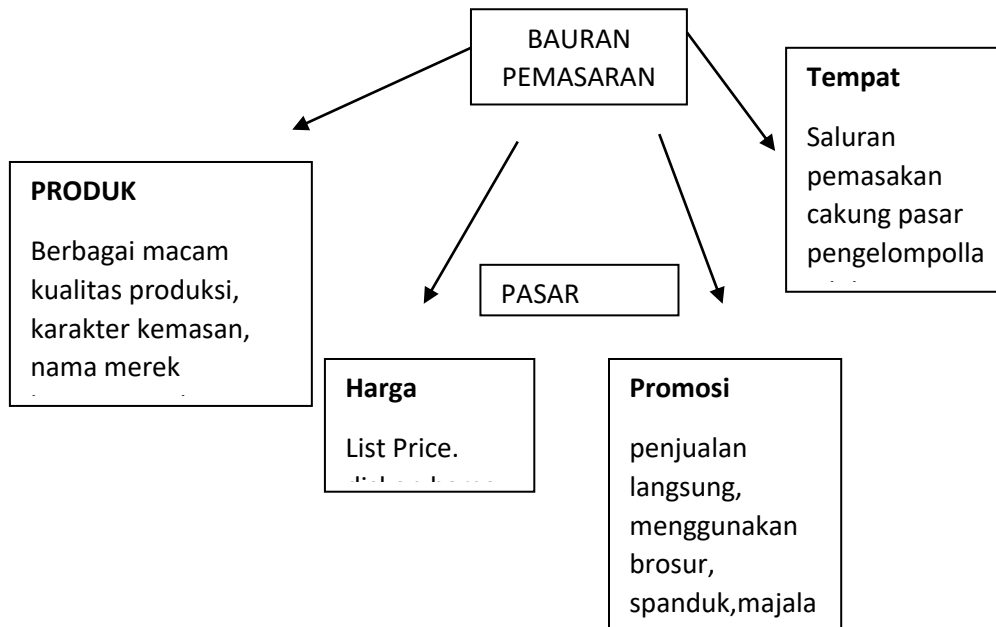 BAURAN
PEMASARAN
Tempat
Saluran
pemasakan
cakung pasar
pengelompolla
PRODUK
Berbagai macam
kualitas produksi,
karakter kemasan,
nama merek
PASAR
Harga
List Price.
Promosi
penjualan
langsung,
menggunakan
brosur,
spanduk,majala